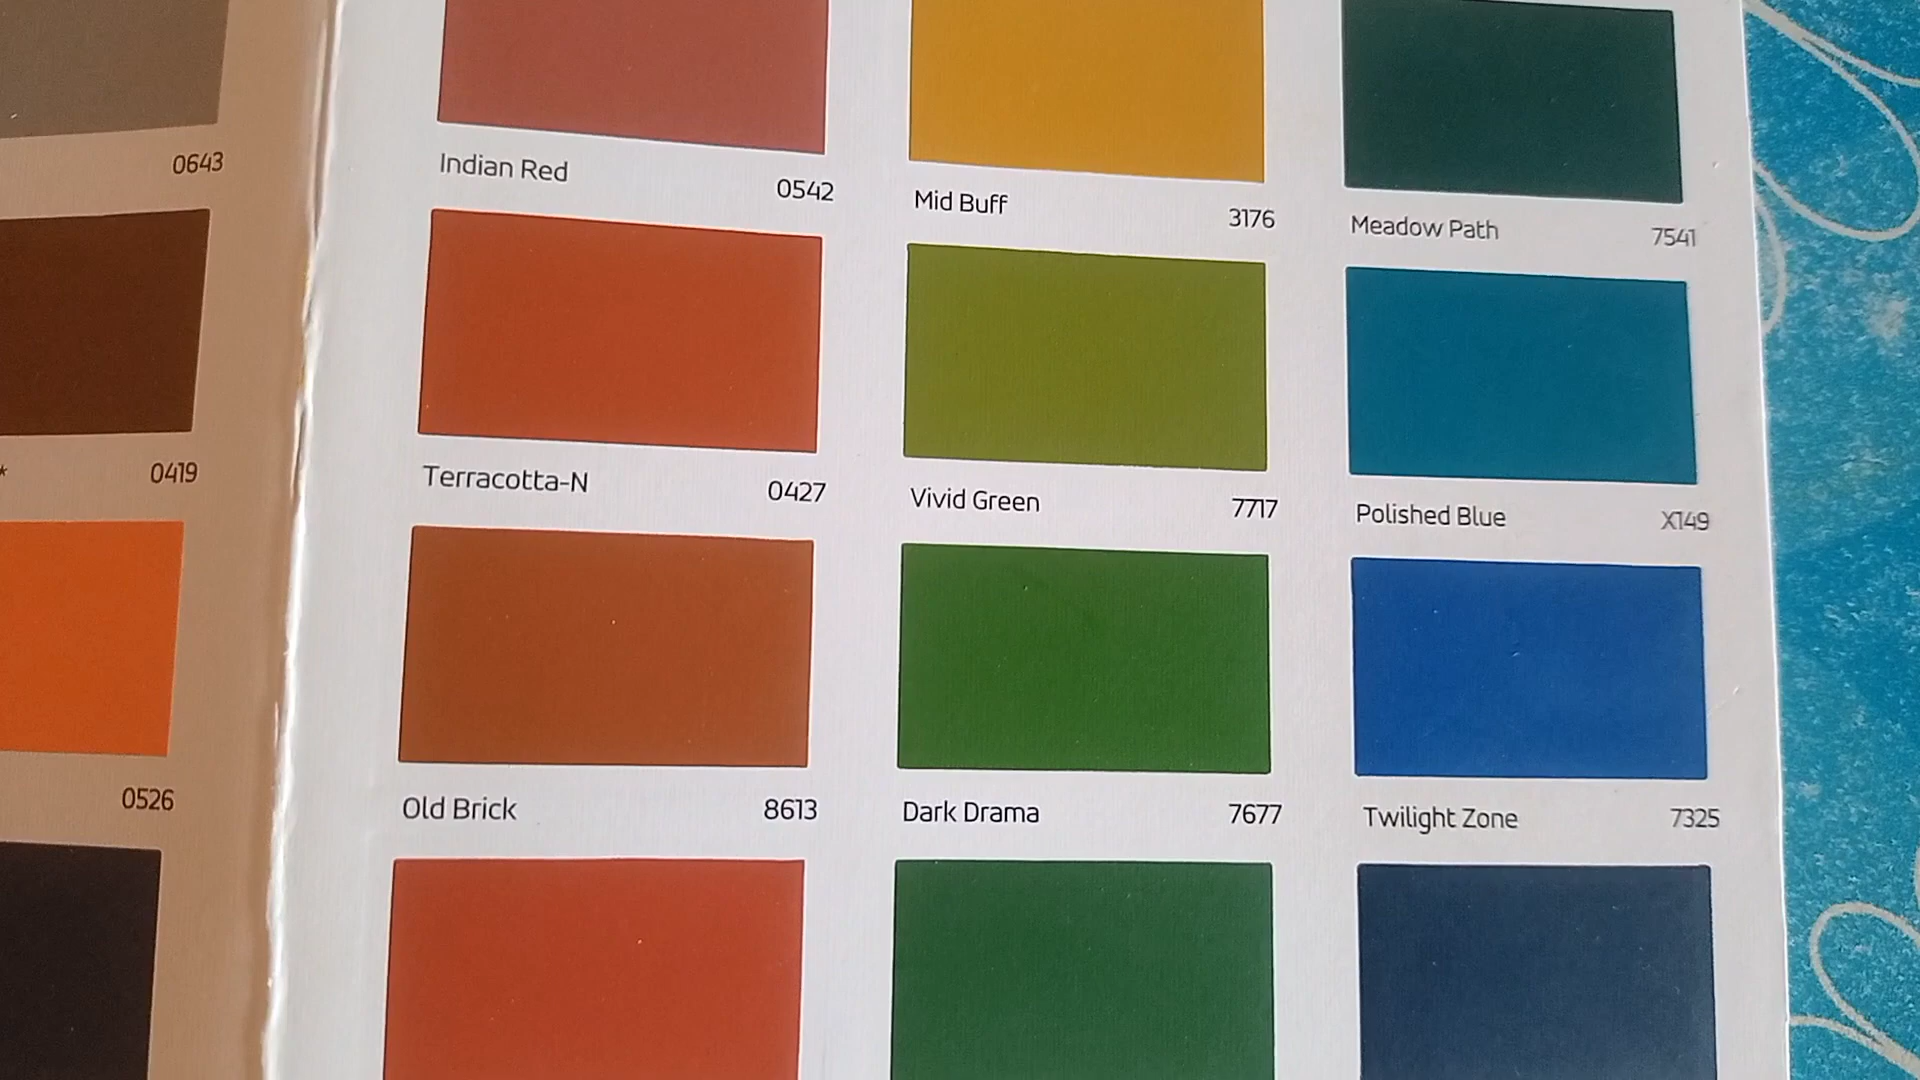 0643
*
0419
0526
Indian Red 0542
Mid Buff 3176
Meadow Path 7541
Terracotta-N 0427
Vivid Green 7717
Polished Blue X149
Old Brick 8613
Dark Drama 7677
Twilight Zone 7325